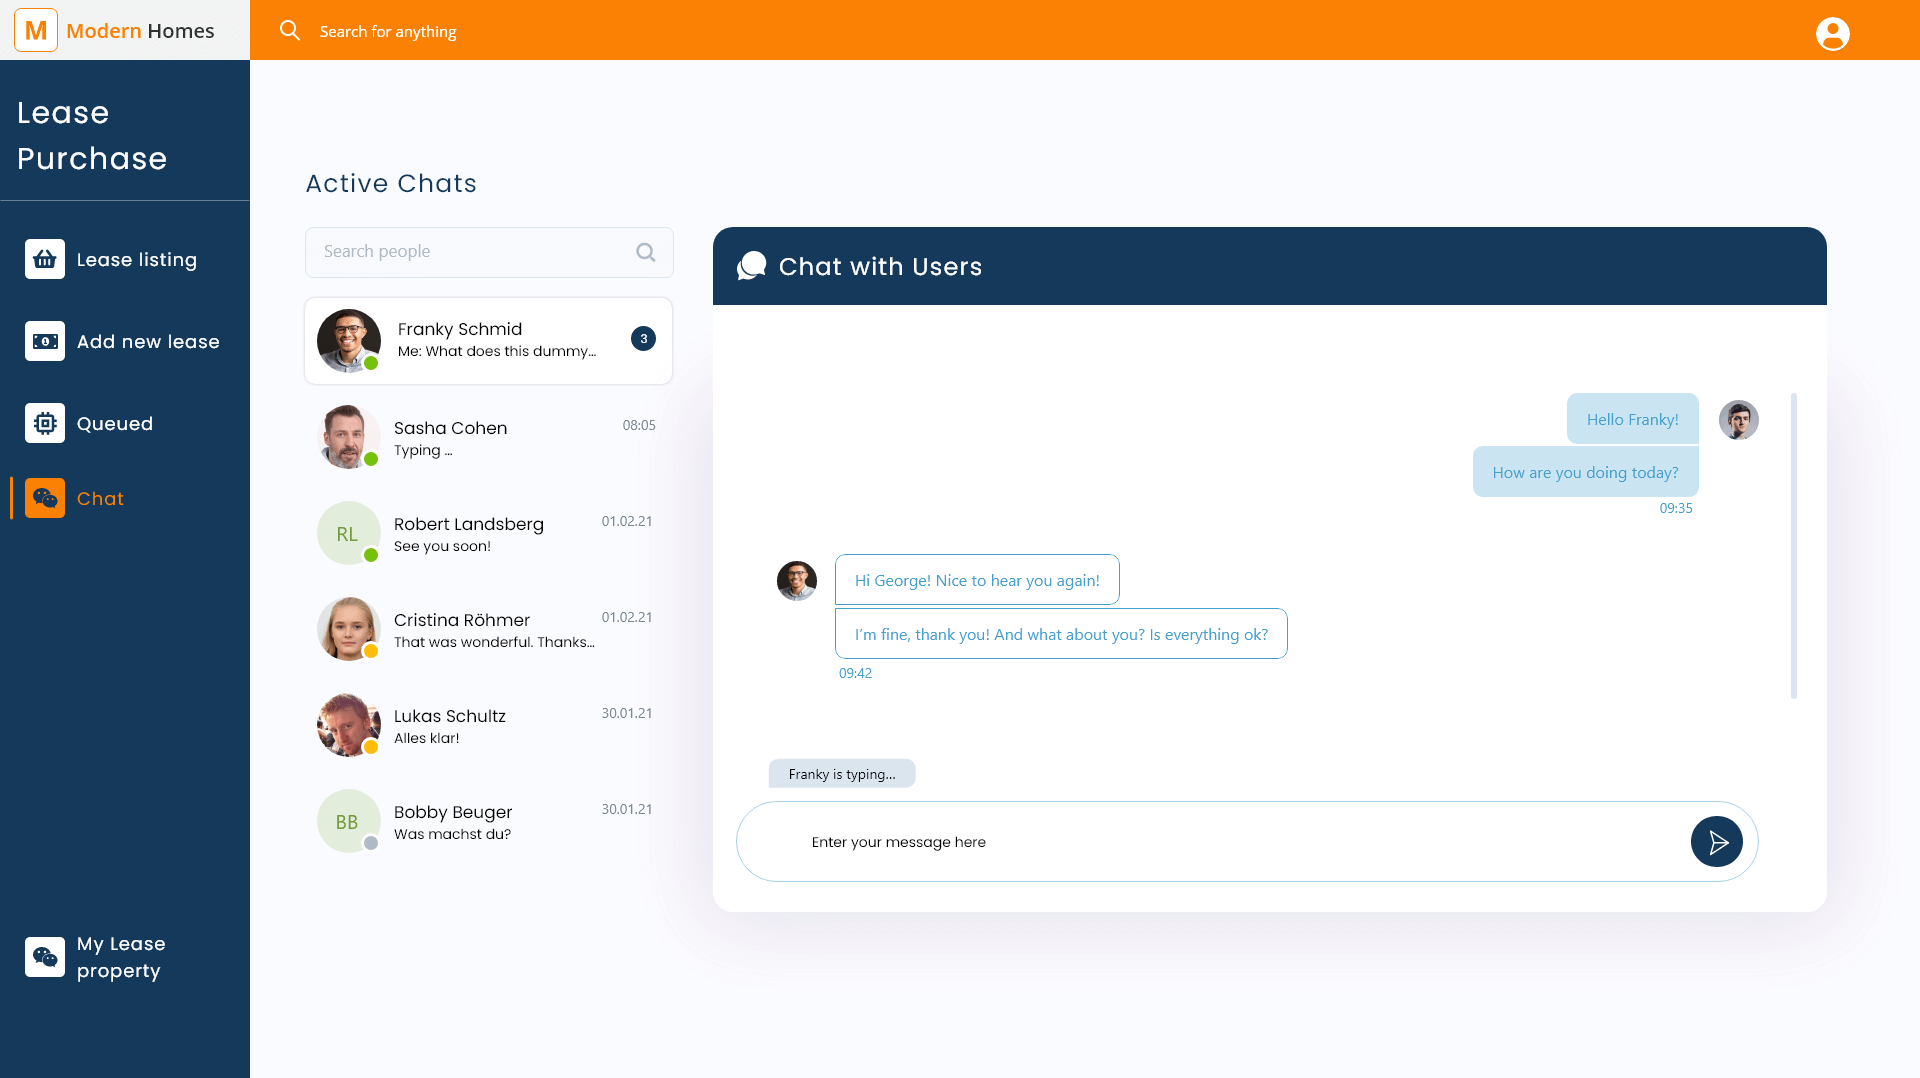 M Modern Homes
Search for anything
Lease
Purchase
Lease listing
Add new lease
Queued
Chat
My Lease
property
Active Chats
Search people
Franky Schmid
Me: What does this dummy...
3
Sasha Cohen
08:05
Typing ...
RL
Robert Landsberg
01.02.21
See you soon!
Cristina Röhmer
01.02.21
That was wonderful. Thanks...
Lukas Schultz
30.01.21
Alles klar!
BB
Bobby Beuger
30.01.21
Was machst du?
Chat with Users
Hello Franky!
How are you doing today?
09:35
Hi George! Nice to hear you again!
I’m fine, thank you! And what about you? Is everything ok?
09:42
Franky is typing...
Enter your message here